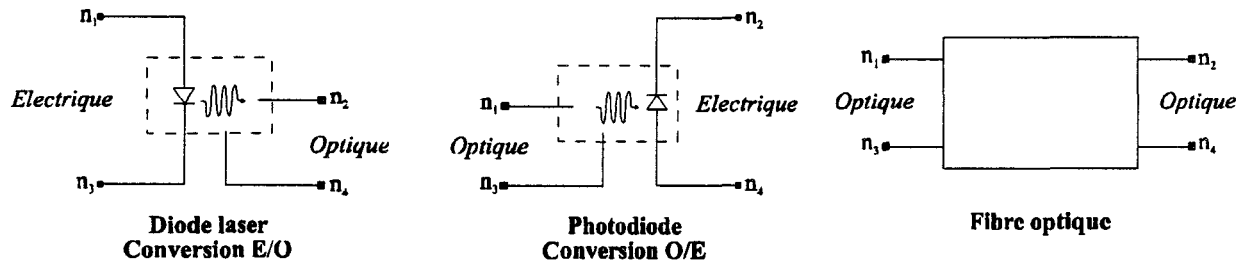 n₁
Electrique
n₂
Optique
n₃
n₄
Diode laser
Conversion E/O
n₂
n₁
Electrique
Optique
n₃
n₄
Photodiode
Conversion O/E
n₁
n₂
Optique
Optique
n₃
n₄
Fibre optique